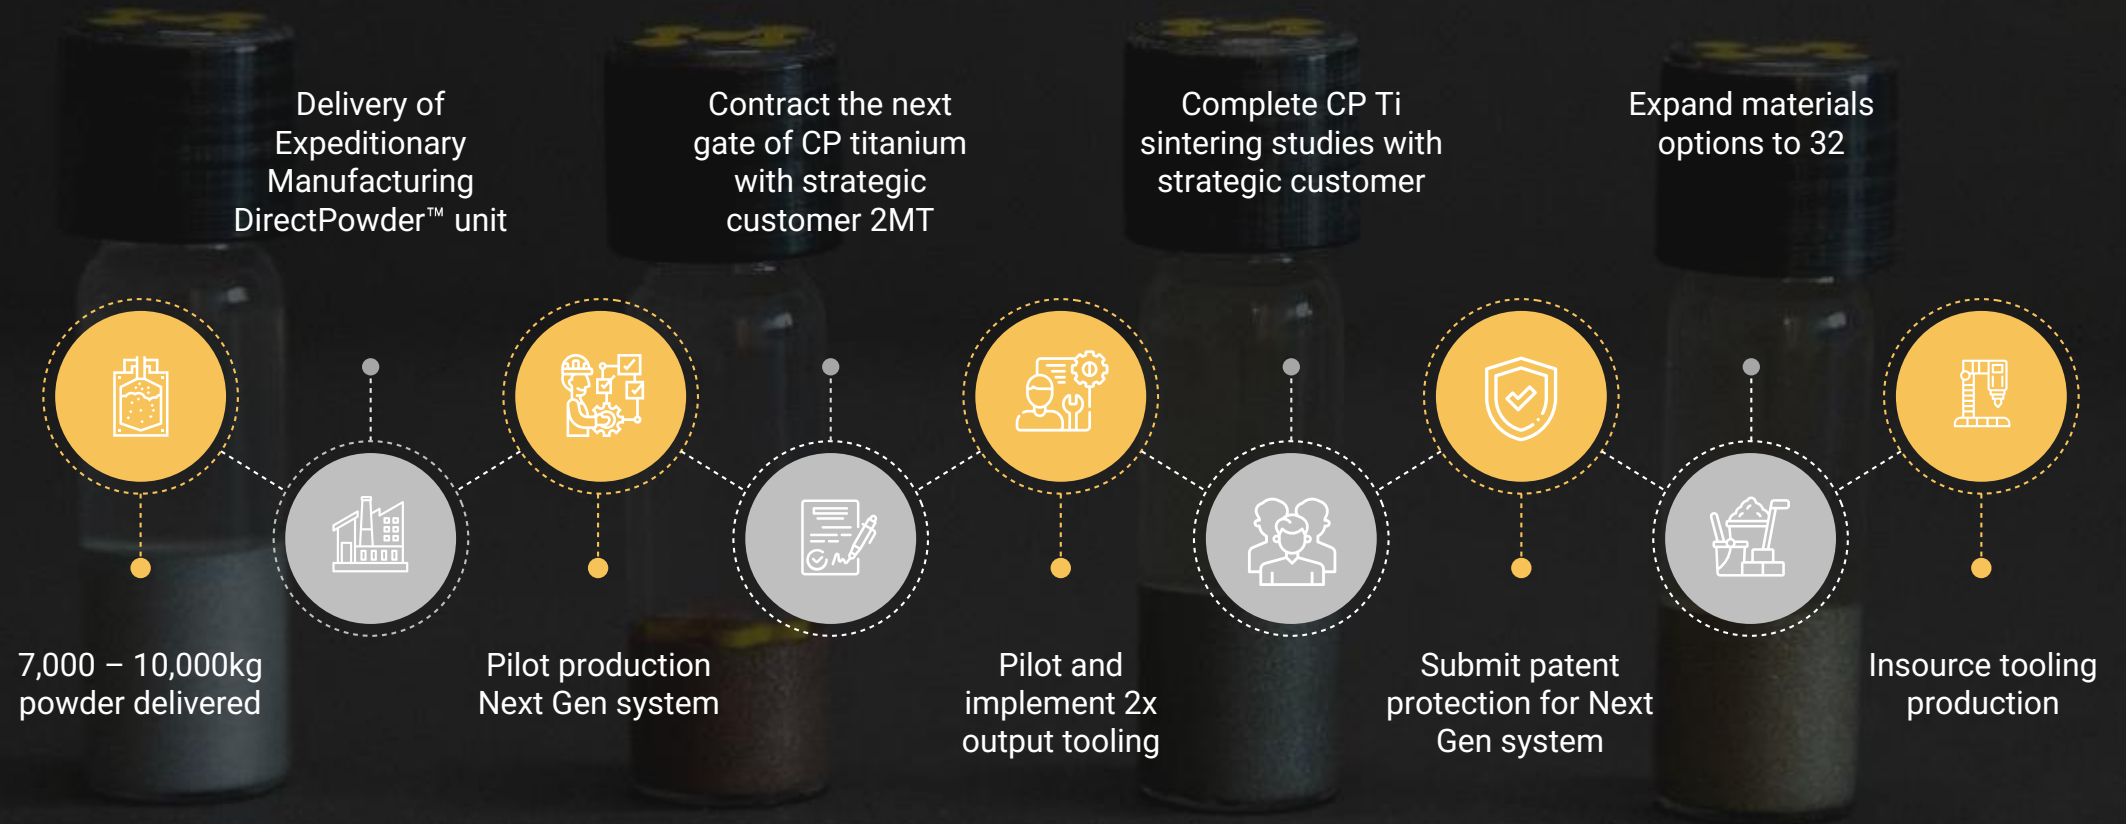 Delivery of
Expeditionary
Manufacturing
DirectPowder™ unit
Contract the next
gate of CP titanium
with strategic
customer 2MT
Complete CP Ti
sintering studies with
strategic customer
Expand materials
options to 32
7,000 – 10,000kg
powder delivered
Pilot production
Next Gen system
Pilot and
implement 2x
output tooling
Submit patent
protection for Next
Gen system
Insource tooling
production